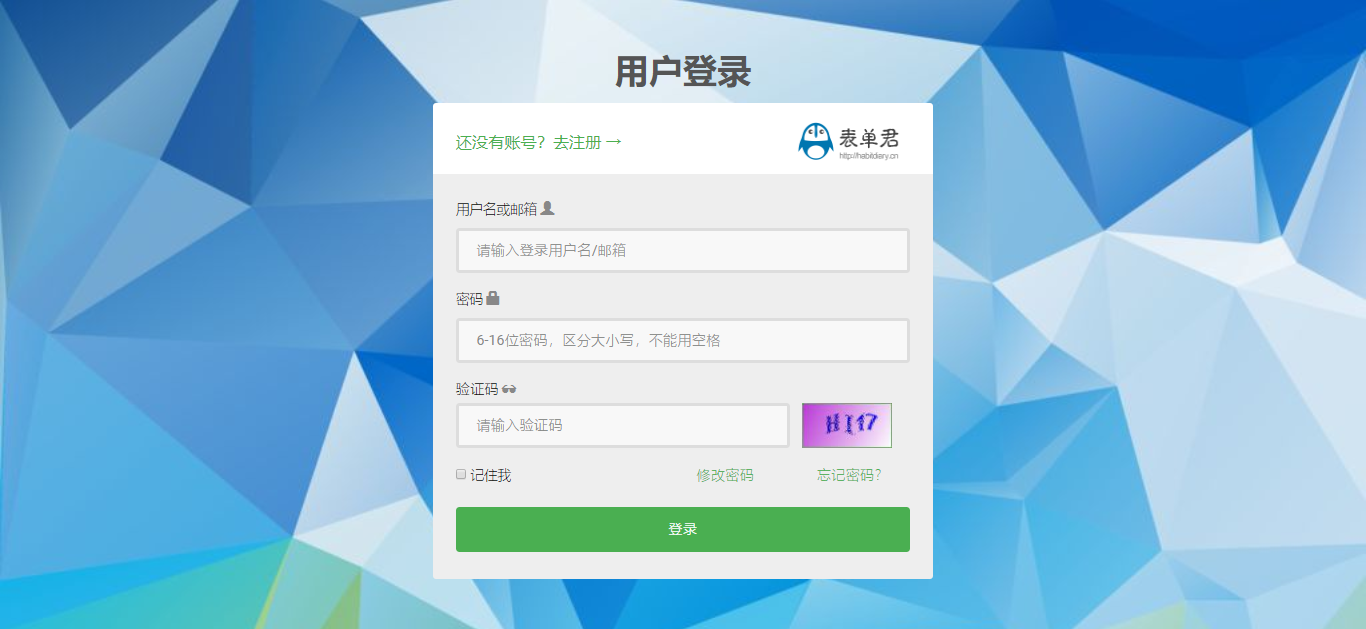 用户登录
还没有账号？去注册 →
表单君
http://habitdiary.cn
用户名或邮箱
请输入登录用户名/邮箱
密码
6-16位密码，区分大小写，不能用空格
验证码
请输入验证码
HI17
记住我 修改密码 忘记密码？
登录